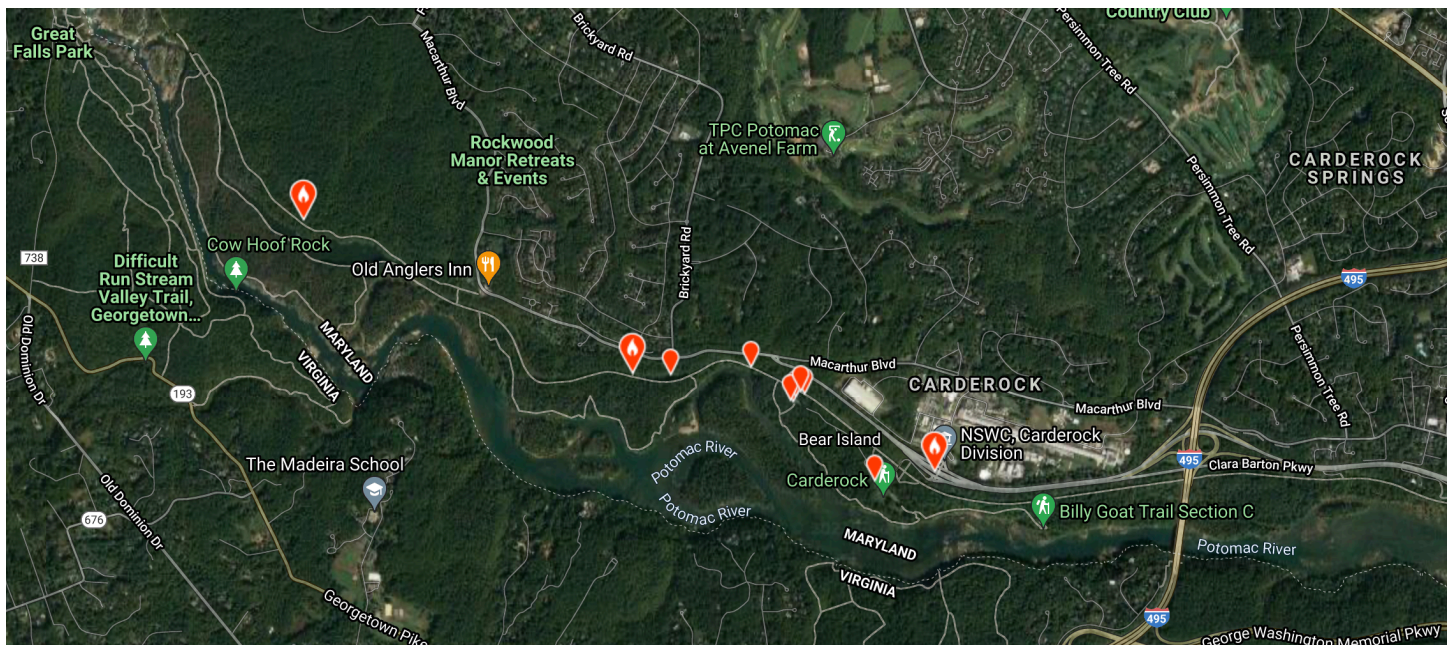 Great
Falls Park
Macarthur Blvd
Brickyard Rd
Persimmon Tree Rd
Country Club
TPC Potomac
at Avenel Farm
Rockwood
Manor Retreats
& Events
Persimmon Tree Rd
CARDEROCK
SPRINGS
738
Cow Hoof Rock
Old Anglers Inn
Brickyard Rd
495
Difficult
Run Stream
Valley Trail,
Georgetown...
Old Dominion Dr
MARYLAND
VIRGINIA
193
Macarthur Blvd
CARDEROCK
Macarthur Blvd
Persimmon Tree Rd
Bear Island
NSWC, Carderock
Division
Carderock
495
Clara Barton Pkwy
The Madeira School
Potomac River
Potomac River
Old Dominion Dr
676
Billy Goat Trail Section C
MARYLAND
VIRGINIA
Potomac River
Georgetown Pike
495
George Washington Memorial Pkwy